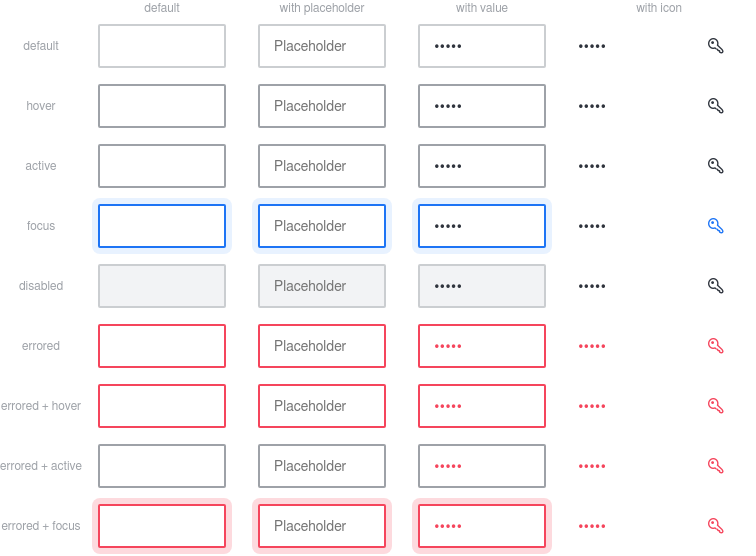 default with placeholder with value with icon
default Placeholder ••••• •••••
hover Placeholder ••••• •••••
active Placeholder ••••• •••••
focus Placeholder ••••• •••••
disabled Placeholder ••••• •••••
errored Placeholder ••••• •••••
errored + hover Placeholder ••••• •••••
errored + active Placeholder ••••• •••••
errored + focus Placeholder ••••• •••••